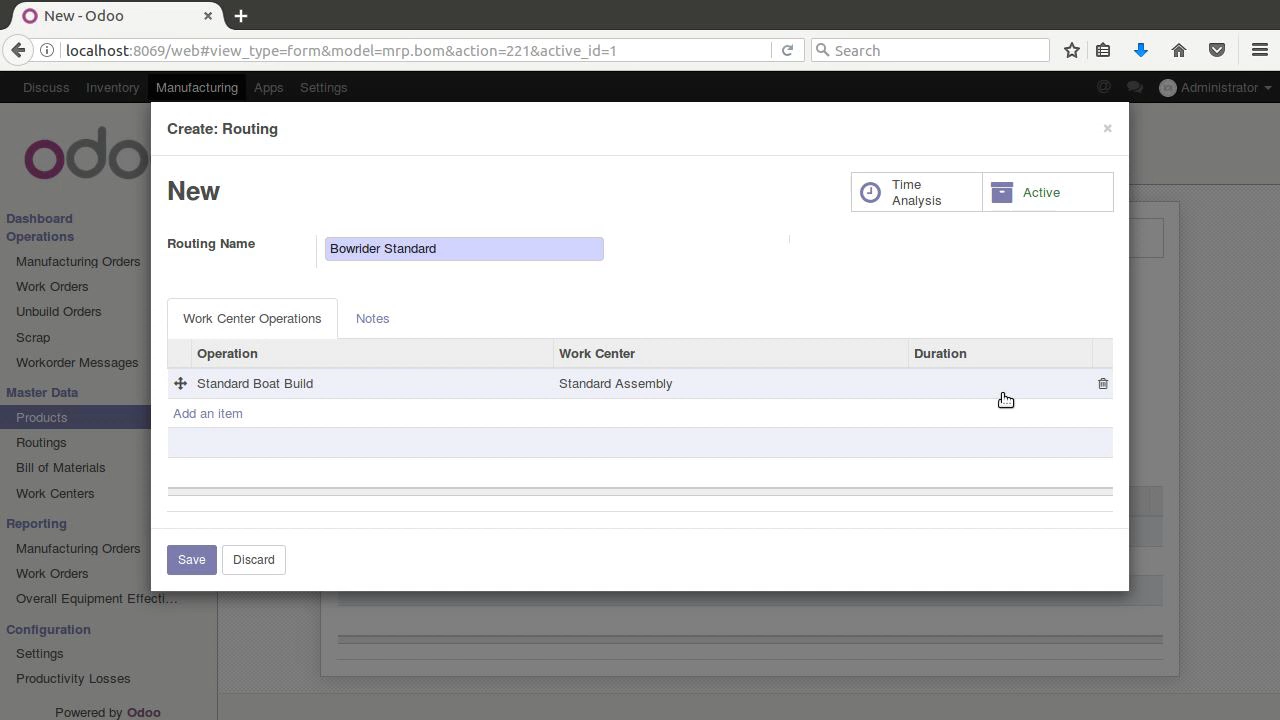 New - Odoo
localhost:8069/web#view_type=form&model=mrp.bom&action=221&active_id=1
Search
Discuss
Inventory
Manufacturing
Apps
Settings
Administrator
odoo
Dashboard
Operations
Manufacturing Orders
Work Orders
Unbuild Orders
Scrap
Workorder Messages
Master Data
Products
Routings
Bill of Materials
Work Centers
Reporting
Manufacturing Orders
Work Orders
Overall Equipment Effecti...
Configuration
Settings
Productivity Losses
Powered by Odoo
Create: Routing
×
New
Time
Analysis
Active
Routing Name
Bowrider Standard
Work Center Operations
Notes
Operation
Work Center
Duration
Standard Boat Build
Standard Assembly
Add an item
Save
Discard